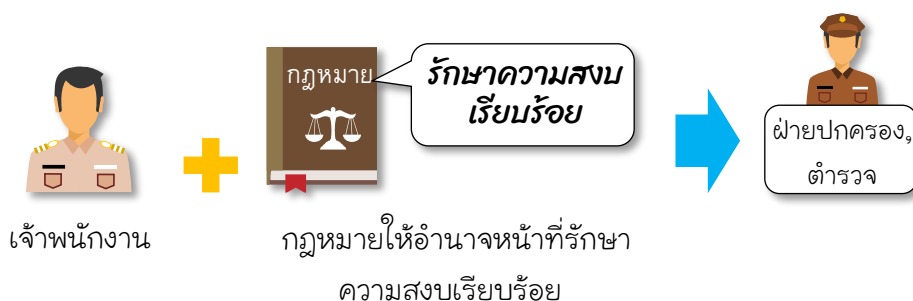 กฎหมาย
รักษาความสงบ
เรียบร้อย
ฝ่ายปกครอง,
ตำรวจ
เจ้าพนักงาน
กฎหมายให้อำนาจหน้าที่รักษา
ความสงบเรียบร้อย